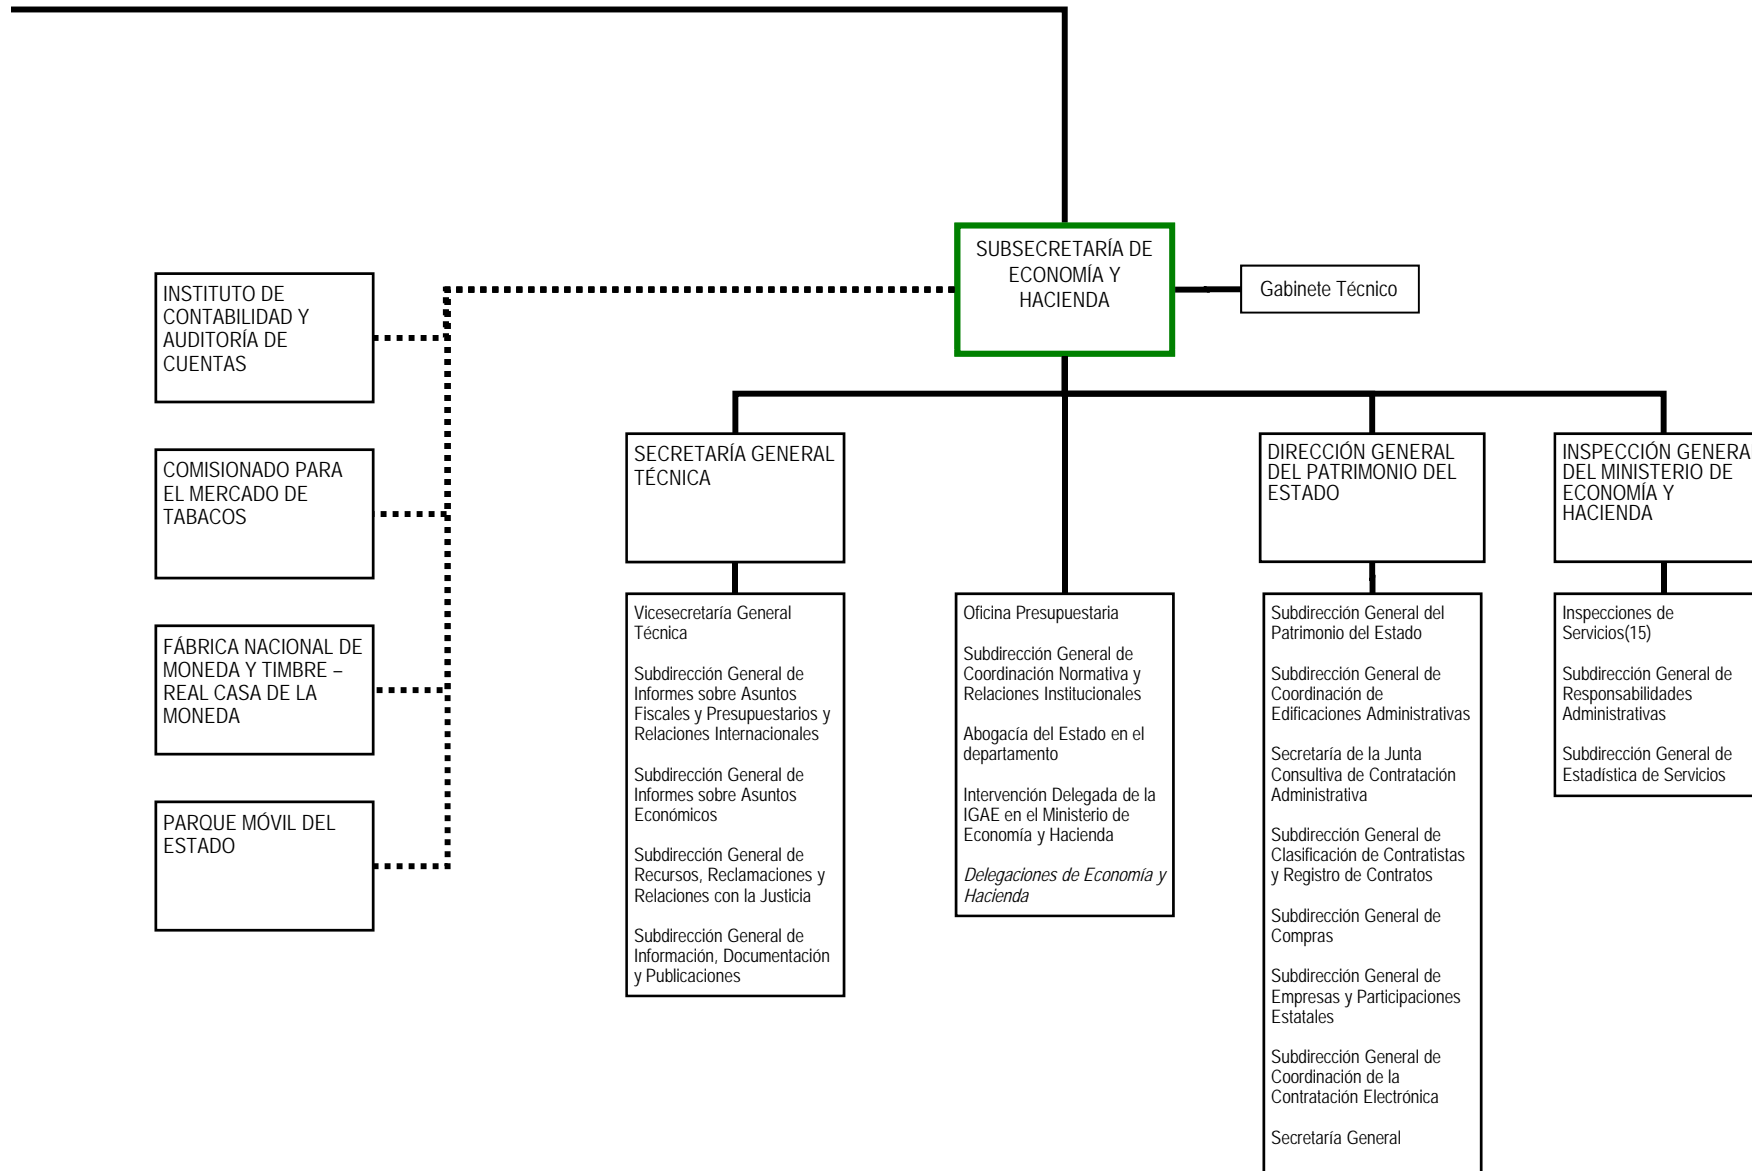 SUBSECRETARÍA DE
ECONOMÍA Y
HACIENDA
Gabinete Técnico
INSTITUTO DE
CONTABILIDAD Y
AUDITORÍA DE
CUENTAS
COMISIONADO PARA
EL MERCADO DE
TABACOS
FÁBRICA NACIONAL DE
MONEDA Y TIMBRE –
REAL CASA DE LA
MONEDA
PARQUE MÓVIL DEL
ESTADO
SECRETARÍA GENERAL
TÉCNICA
Vicesecretaría General
Técnica
Subdirección General de
Informes sobre Asuntos
Fiscales y Presupuestarios y
Relaciones Internacionales
Subdirección General de
Informes sobre Asuntos
Económicos
Subdirección General de
Recursos, Reclamaciones y
Relaciones con la Justicia
Subdirección General de
Información, Documentación
y Publicaciones
Oficina Presupuestaria
Subdirección General de
Coordinación Normativa y
Relaciones Institucionales
Abogacía del Estado en el
departamento
Intervención Delegada de la
IGAE en el Ministerio de
Economía y Hacienda
Delegaciones de Economía y
Hacienda
DIRECCIÓN GENERAL
DEL PATRIMONIO DEL
ESTADO
Subdirección General del
Patrimonio del Estado
Subdirección General de
Coordinación de
Edificaciones Administrativas
Secretaría de la Junta
Consultiva de Contratación
Administrativa
Subdirección General de
Clasificación de Contratistas
y Registro de Contratos
Subdirección General de
Compras
Subdirección General de
Empresas y Participaciones
Estatales
Subdirección General de
Coordinación de la
Contratación Electrónica
Secretaría General
INSPECCIÓN GENERA
DEL MINISTERIO DE
ECONOMÍA Y
HACIENDA
Inspecciones de
Servicios(15)
Subdirección General de
Responsabilidades
Administrativas
Subdirección General de
Estadística de Servicios